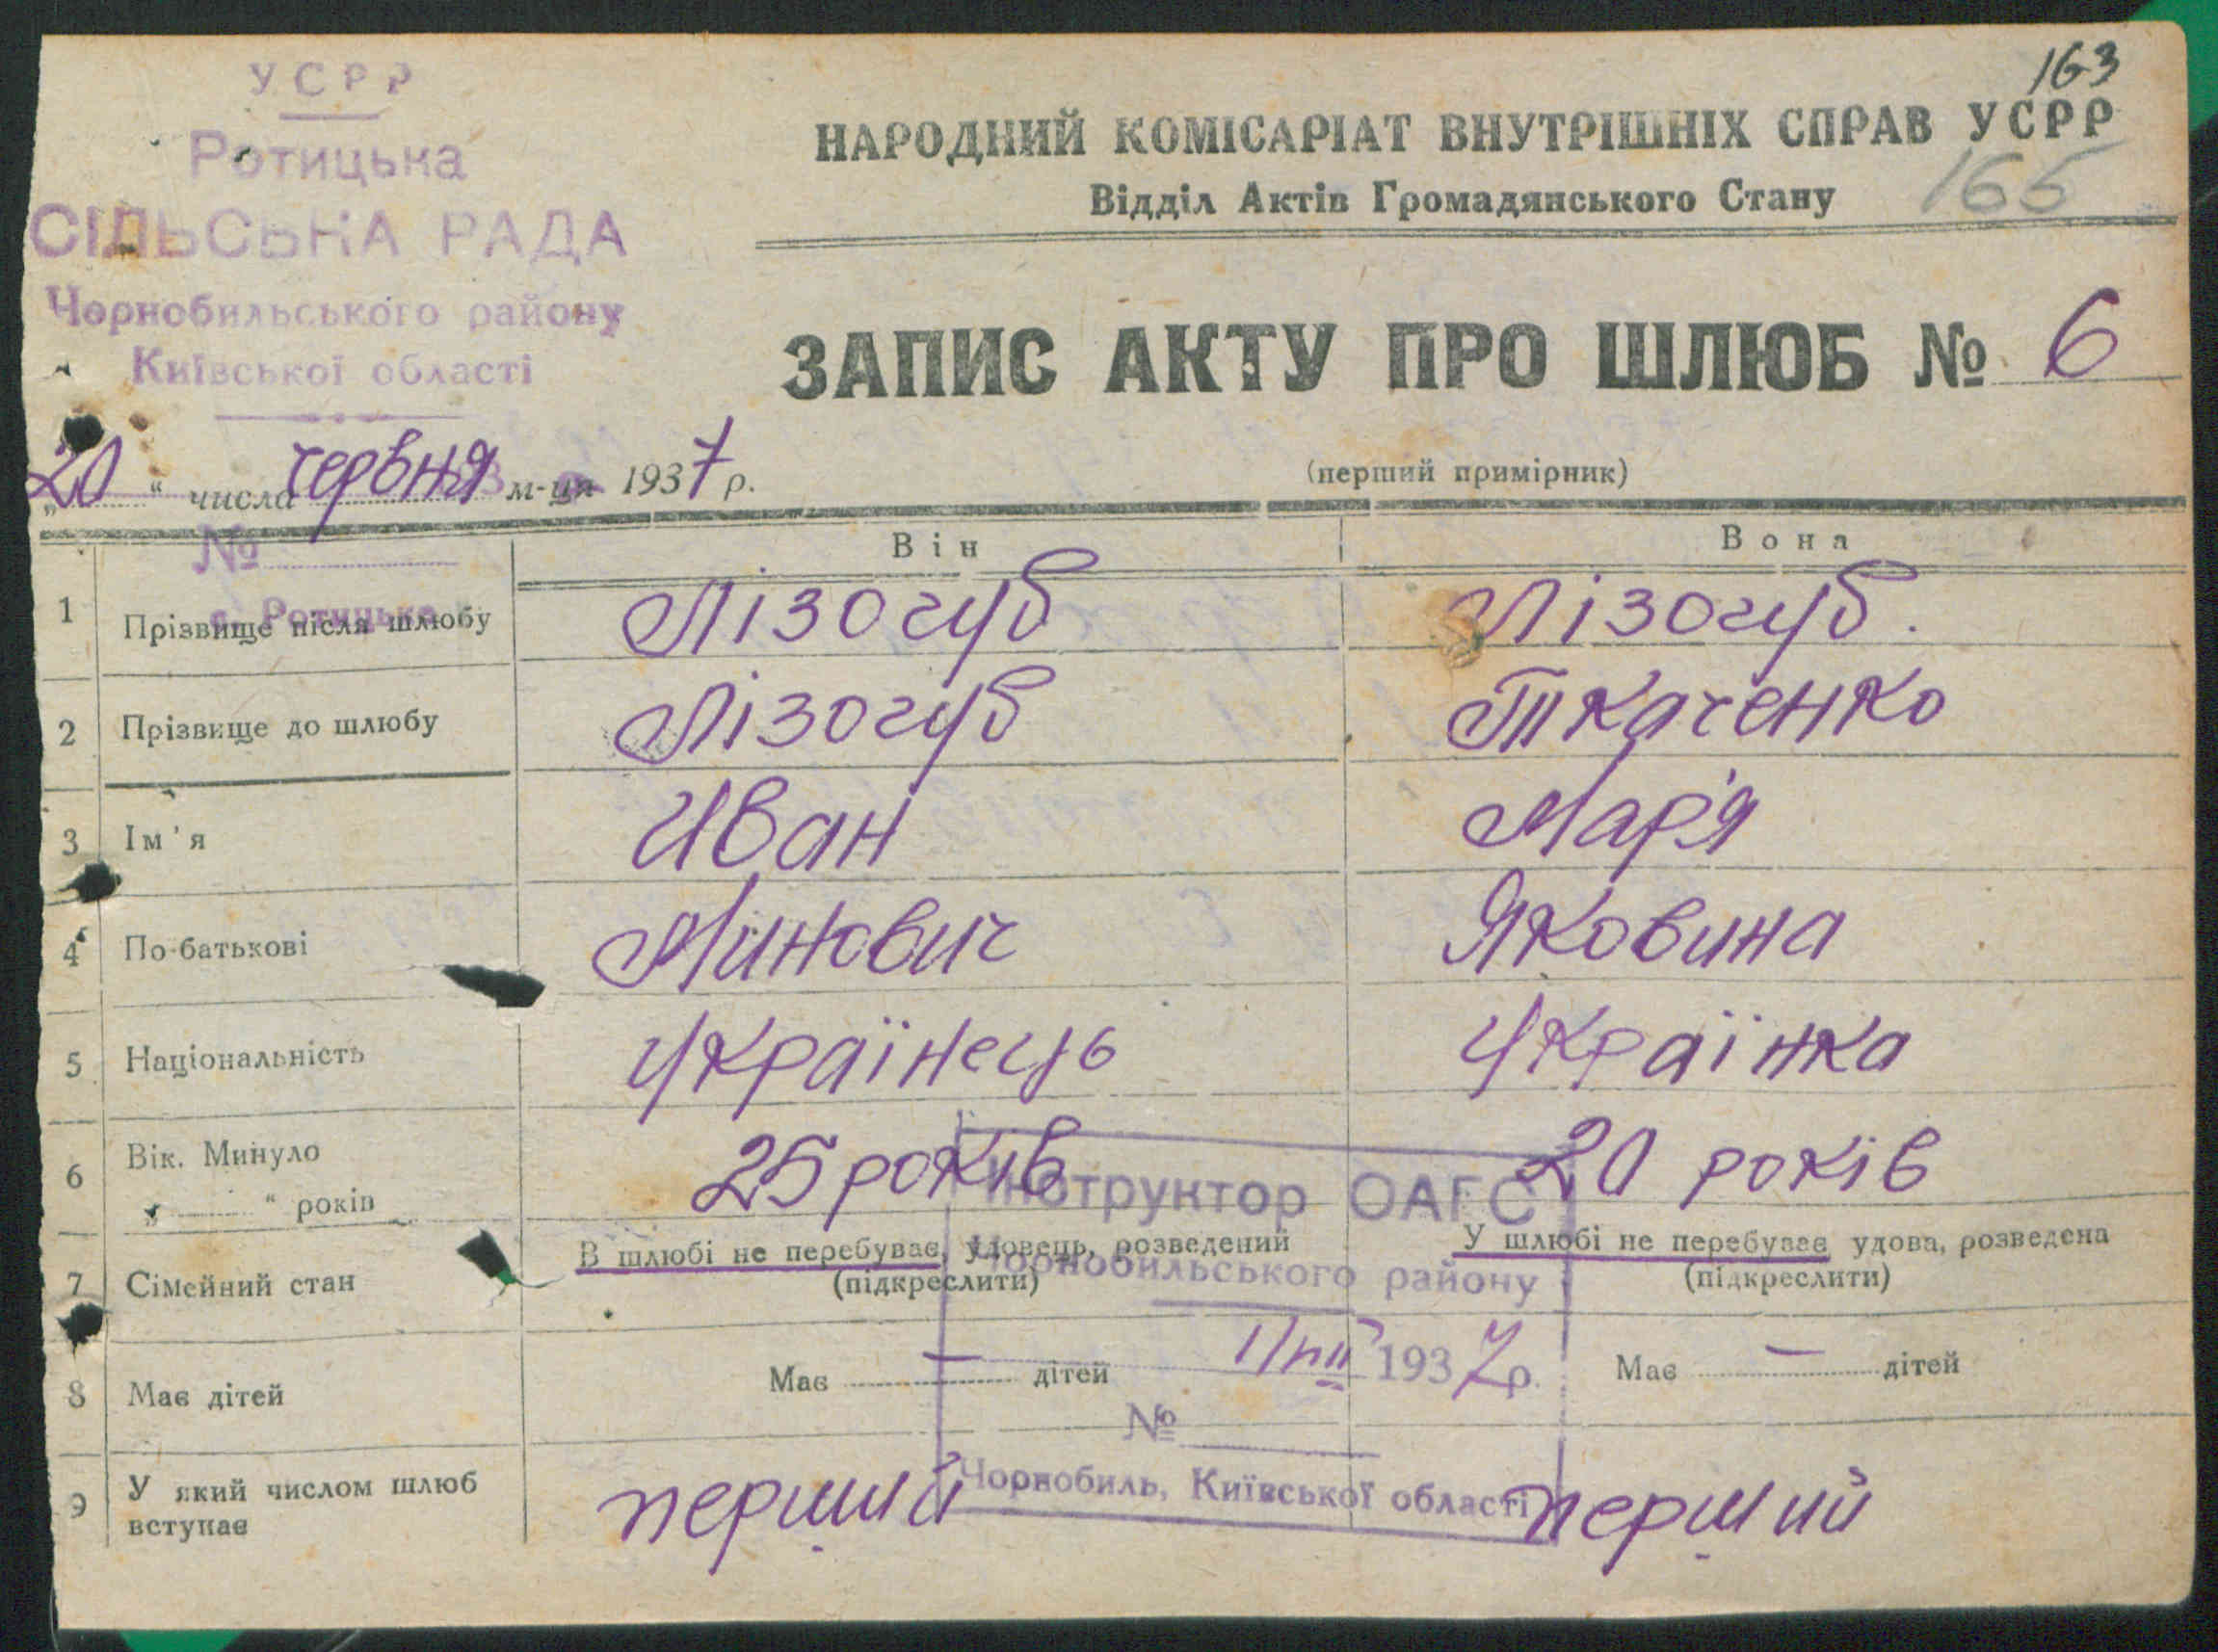 163
УСРР
Ротицька
СІЛЬСЬКА РАДА
Чорнобильського району
Київської області
НАРОДНИЙ КОМІСАРІАТ ВНУТРІШНІХ СПРАВ УСРР
Відділ Актів Громадянського Стану 165
ЗАПИС АКТУ ПРО ШЛЮБ № 6
„20“ числа червня м-ця 1937 р.
(перший примірник)
№
Він Вона
1 Прізвище після шлюбу Лізогуб Лізогуб.
2 Прізвище до шлюбу Лізогуб Ткаченко
3 Ім'я Иван Мар'я
4 По-батькові Минович Яковина
5 Національність Українець Українка
6 Вік. Минуло
„ “ років 25 років 20 років
Інструктор ОАГС
7 Сімейний стан В шлюбі не перебуває, удовець, розведений У шлюбі не перебуває удова, розведена
(підкреслити) (підкреслити)
Чорнобильського району
1937 р.
8 Має дітей Має — дітей Має — дітей
№
Чорнобиль, Київської області
9 У який числом шлюб
вступає перший перший